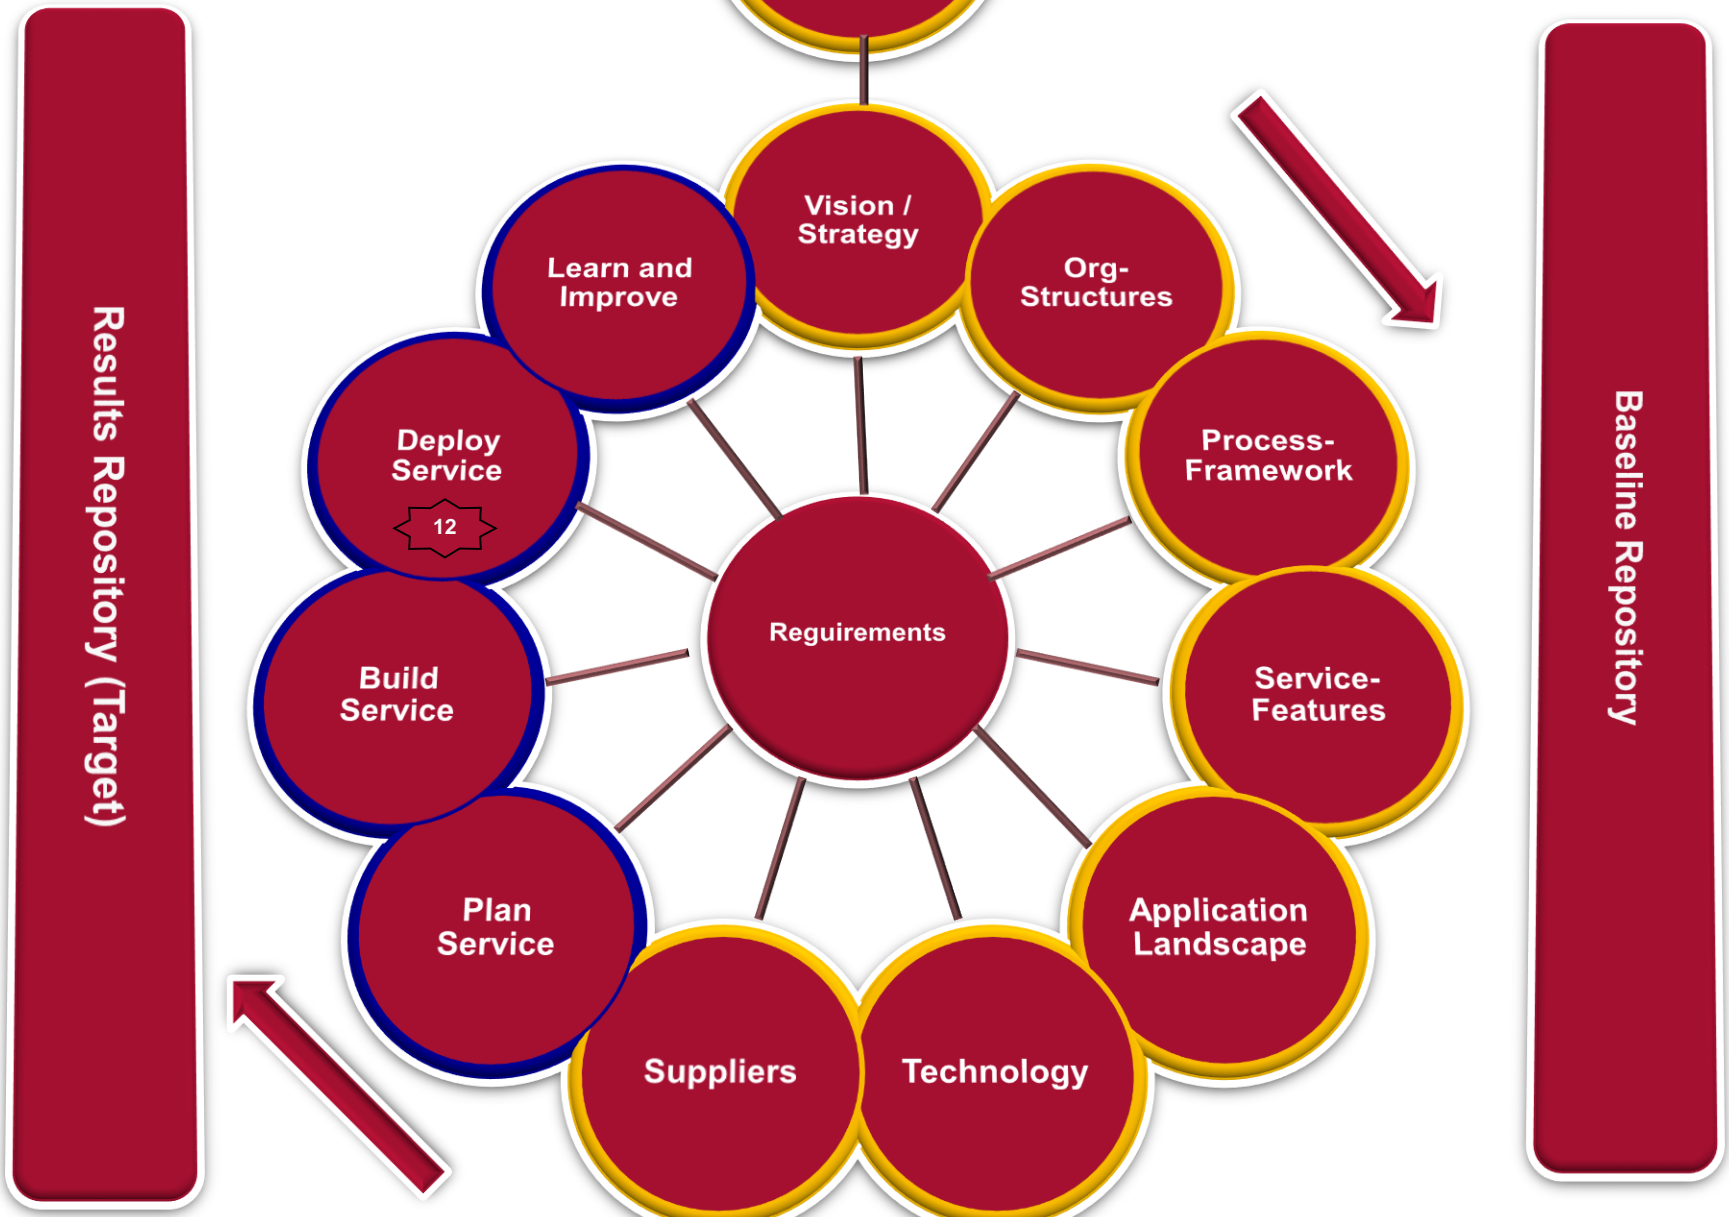 Vision /
Strategy
Org-
Structures
Process-
Framework
Service-
Features
Application
Landscape
Technology
Suppliers
Plan
Service
Build
Service
Deploy
Service
12
Learn and
Improve
Reguirements
Results Repository (Target)
Baseline Repository